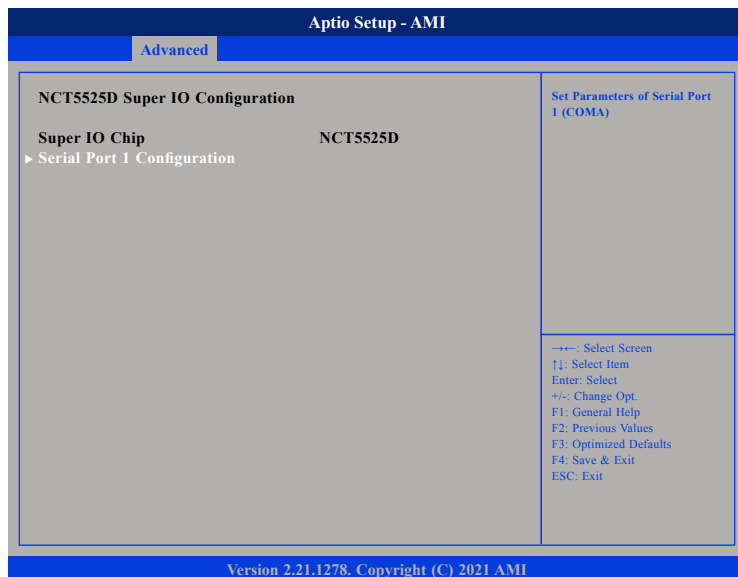 Aptio Setup - AMI
Advanced
NCT5525D Super IO Configuration
Super IO Chip NCT5525D
▶ Serial Port 1 Configuration
Set Parameters of Serial Port
1 (COMA)
→←: Select Screen
↑↓: Select Item
Enter: Select
+/-: Change Opt.
F1: General Help
F2: Previous Values
F3: Optimized Defaults
F4: Save & Exit
ESC: Exit
Version 2.21.1278. Copyright (C) 2021 AMI